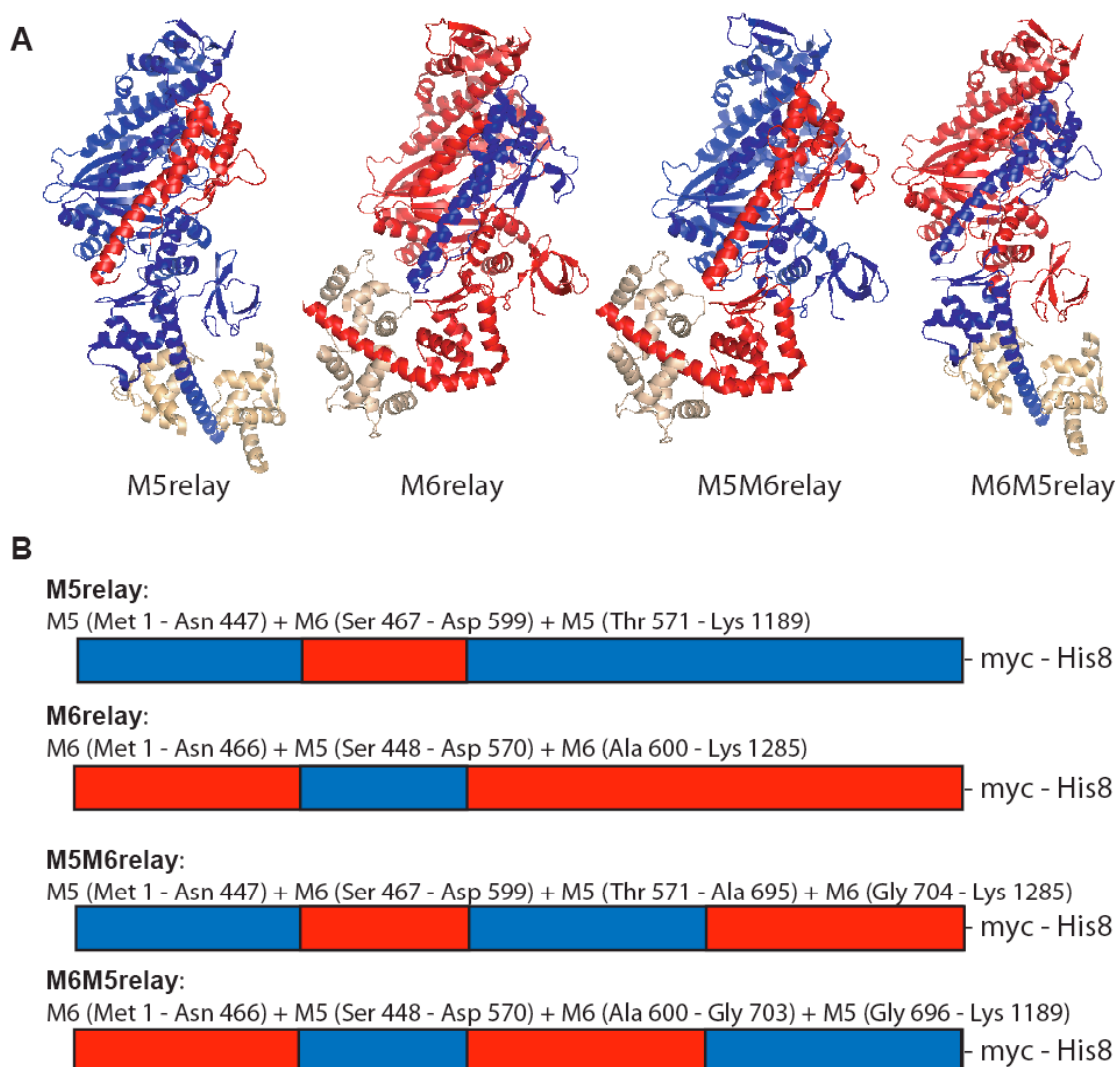 A
M5relay
M6relay
M5M6relay
M6M5relay
B
M5relay:
M5 (Met 1 - Asn 447) + M6 (Ser 467 - Asp 599) + M5 (Thr 571 - Lys 1189)
- myc - His8
M6relay:
M6 (Met 1 - Asn 466) + M5 (Ser 448 - Asp 570) + M6 (Ala 600 - Lys 1285)
- myc - His8
M5M6relay:
M5 (Met 1 - Asn 447) + M6 (Ser 467 - Asp 599) + M5 (Thr 571 - Ala 695) + M6 (Gly 704 - Lys 1285)
- myc - His8
M6M5relay:
M6 (Met 1 - Asn 466) + M5 (Ser 448 - Asp 570) + M6 (Ala 600 - Gly 703) + M5 (Gly 696 - Lys 1189)
- myc - His8